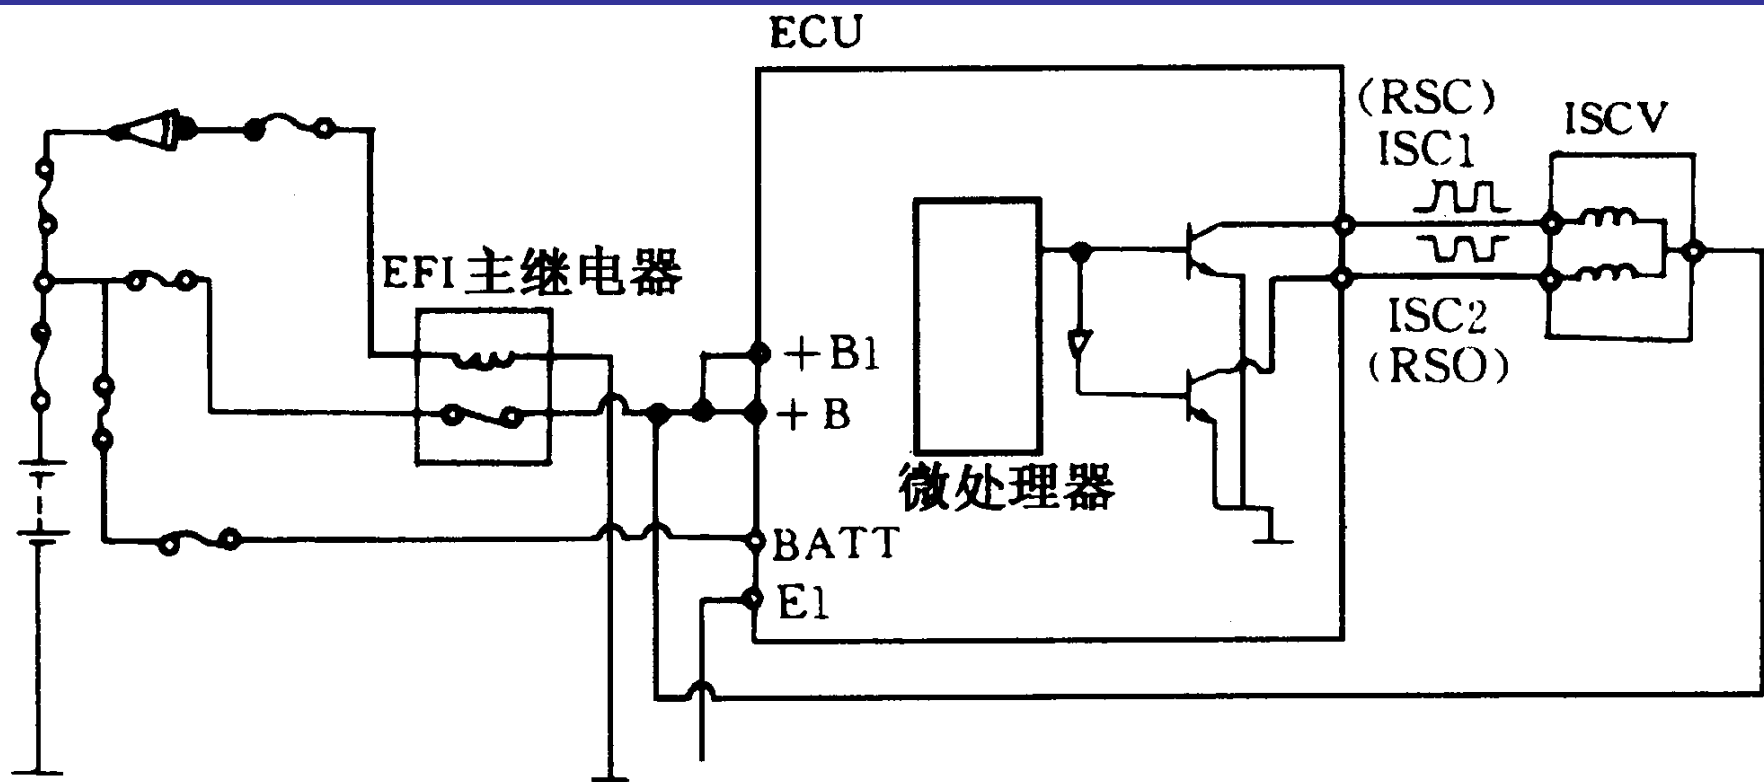 ECU
(RSC)
ISC1
ISCV
EFI主继电器
ISC2
(RSO)
+B1
+B
微处理器
BATT
E1